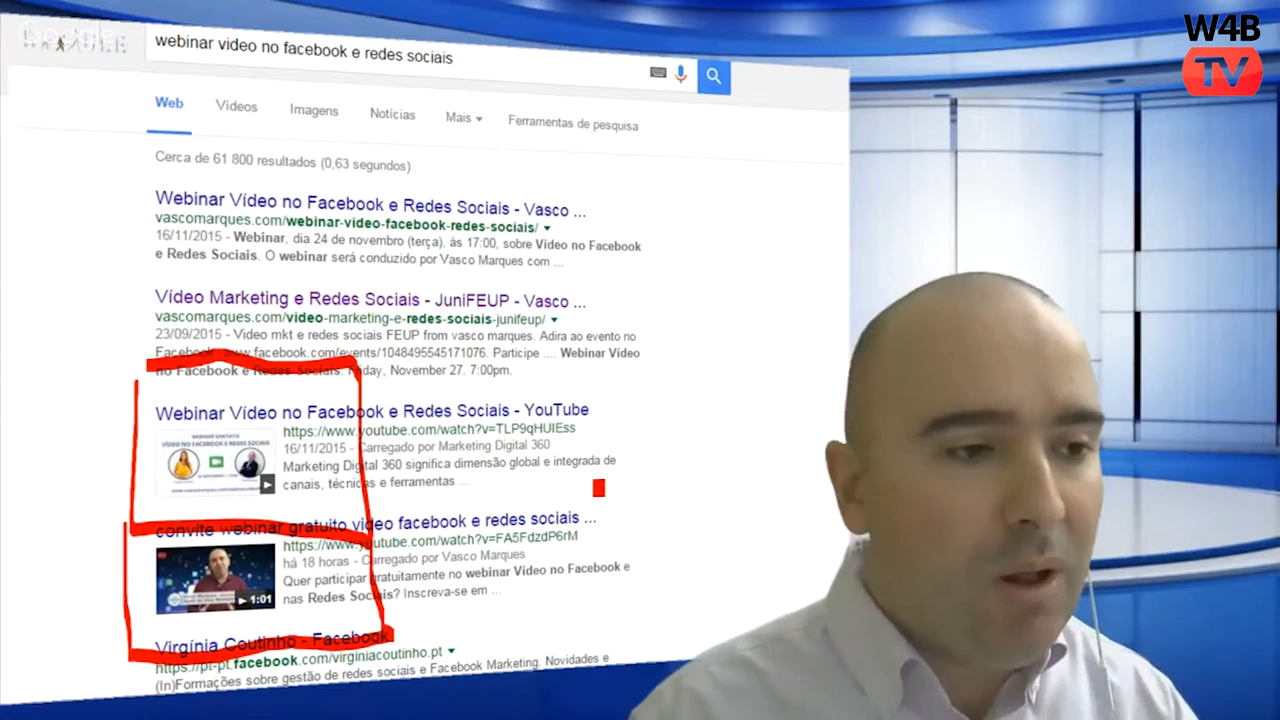 W4B
TV
Google
webinar video no facebook e redes sociais
Web Vídeos Imagens Notícias Mais Ferramentas de pesquisa
Cerca de 61 800 resultados (0,63 segundos)
Webinar Vídeo no Facebook e Redes Sociais - Vasco ...
vascomarques.com/webinar-video-facebook-redes-sociais/
16/11/2015 - Webinar, dia 24 de novembro (terça). às 17:00, sobre Vídeo no Facebook
e Redes Sociais. O webinar será conduzido por Vasco Marques com ...
Vídeo Marketing e Redes Sociais - JuniFEUP - Vasco ...
vascomarques.com/video-marketing-e-redes-sociais-junifeup/
23/09/2015 - Video mkt e redes sociais FEUP from vasco marques. Adira ao evento no
Facebook www.facebook.com/events/1048495545171076. Participe .... Webinar Video
no Facebook e Redes Sociais. Friday, November 27. 7:00pm.
Webinar Vídeo no Facebook e Redes Sociais - YouTube
https://www.youtube.com/watch?v=TLP9qHUIEss
16/11/2015 - Carregado por Marketing Digital 360
Marketing Digital 360 significa dimensão global e integrada de
canais, técnicas e ferramentas ...
WEBINAR GRATUITO
VÍDEO NO FACEBOOK E REDES SOCIAIS
convite webinar gratuito video facebook e redes sociais ...
https://www.youtube.com/watch?v=FA5FdzdP6rM
há 18 horas - Carregado por Vasco Marques
Quer participar gratuitamente no webinar Vídeo no Facebook e
nas Redes Sociais? Inscreva-se em ...
1:01
Virgínia Coutinho - Facebook
https://pt-pt.facebook.com/virginiacoutinho.pt
(In)Formações sobre gestão de redes sociais e Facebook Marketing. Novidades e